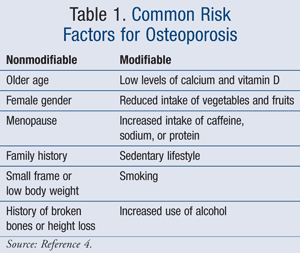 Table 1. Common Risk
Factors for Osteoporosis
Nonmodifiable Modifiable
Older age Low levels of calcium and vitamin D
Female gender Reduced intake of vegetables and fruits
Menopause Increased intake of caffeine,
sodium, or protein
Family history Sedentary lifestyle
Small frame or Smoking
low body weight
History of broken Increased use of alcohol
bones or height loss
Source: Reference 4.